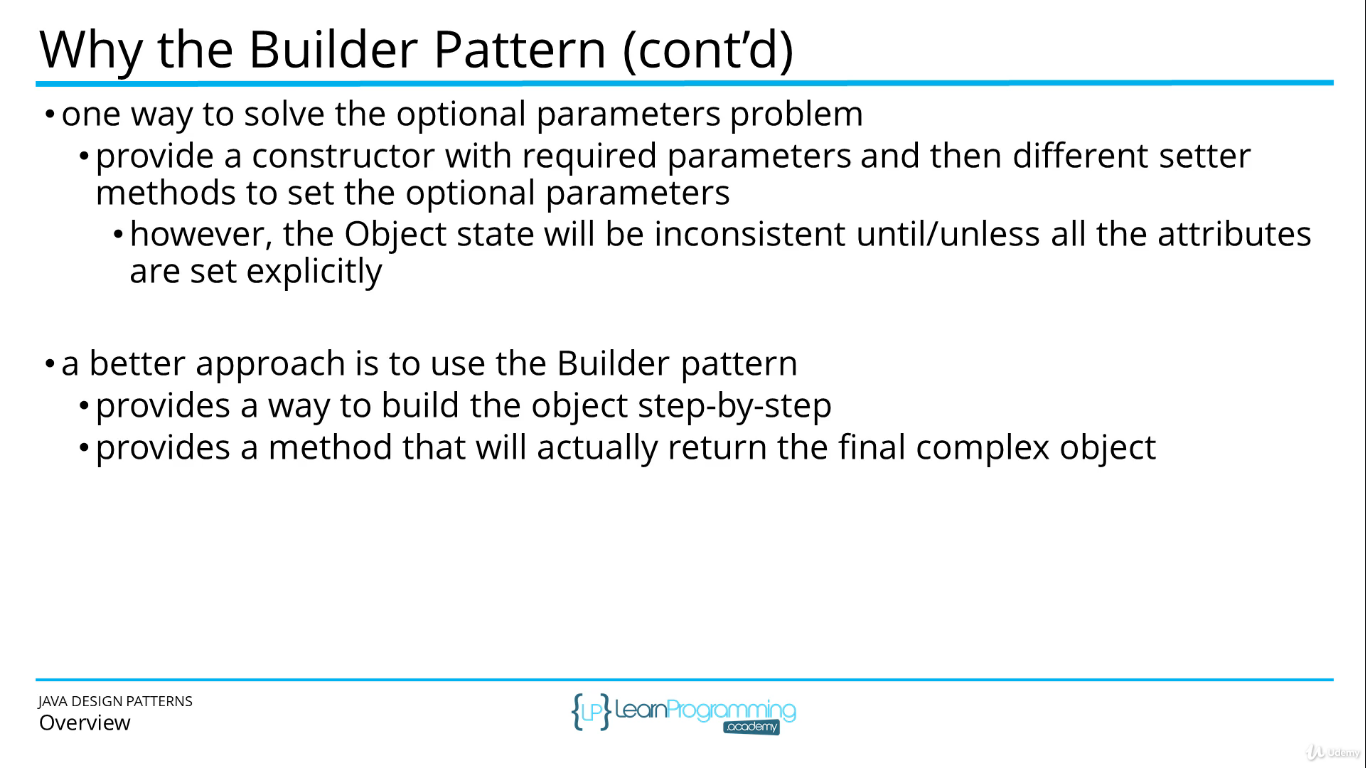 Why the Builder Pattern (cont’d)
•one way to solve the optional parameters problem
•provide a constructor with required parameters and then different setter
methods to set the optional parameters
•however, the Object state will be inconsistent until/unless all the attributes
are set explicitly
•a better approach is to use the Builder pattern
•provides a way to build the object step-by-step
•provides a method that will actually return the final complex object
JAVA DESIGN PATTERNS
Overview
{LP} LearnProgramming
.academy
Udemy